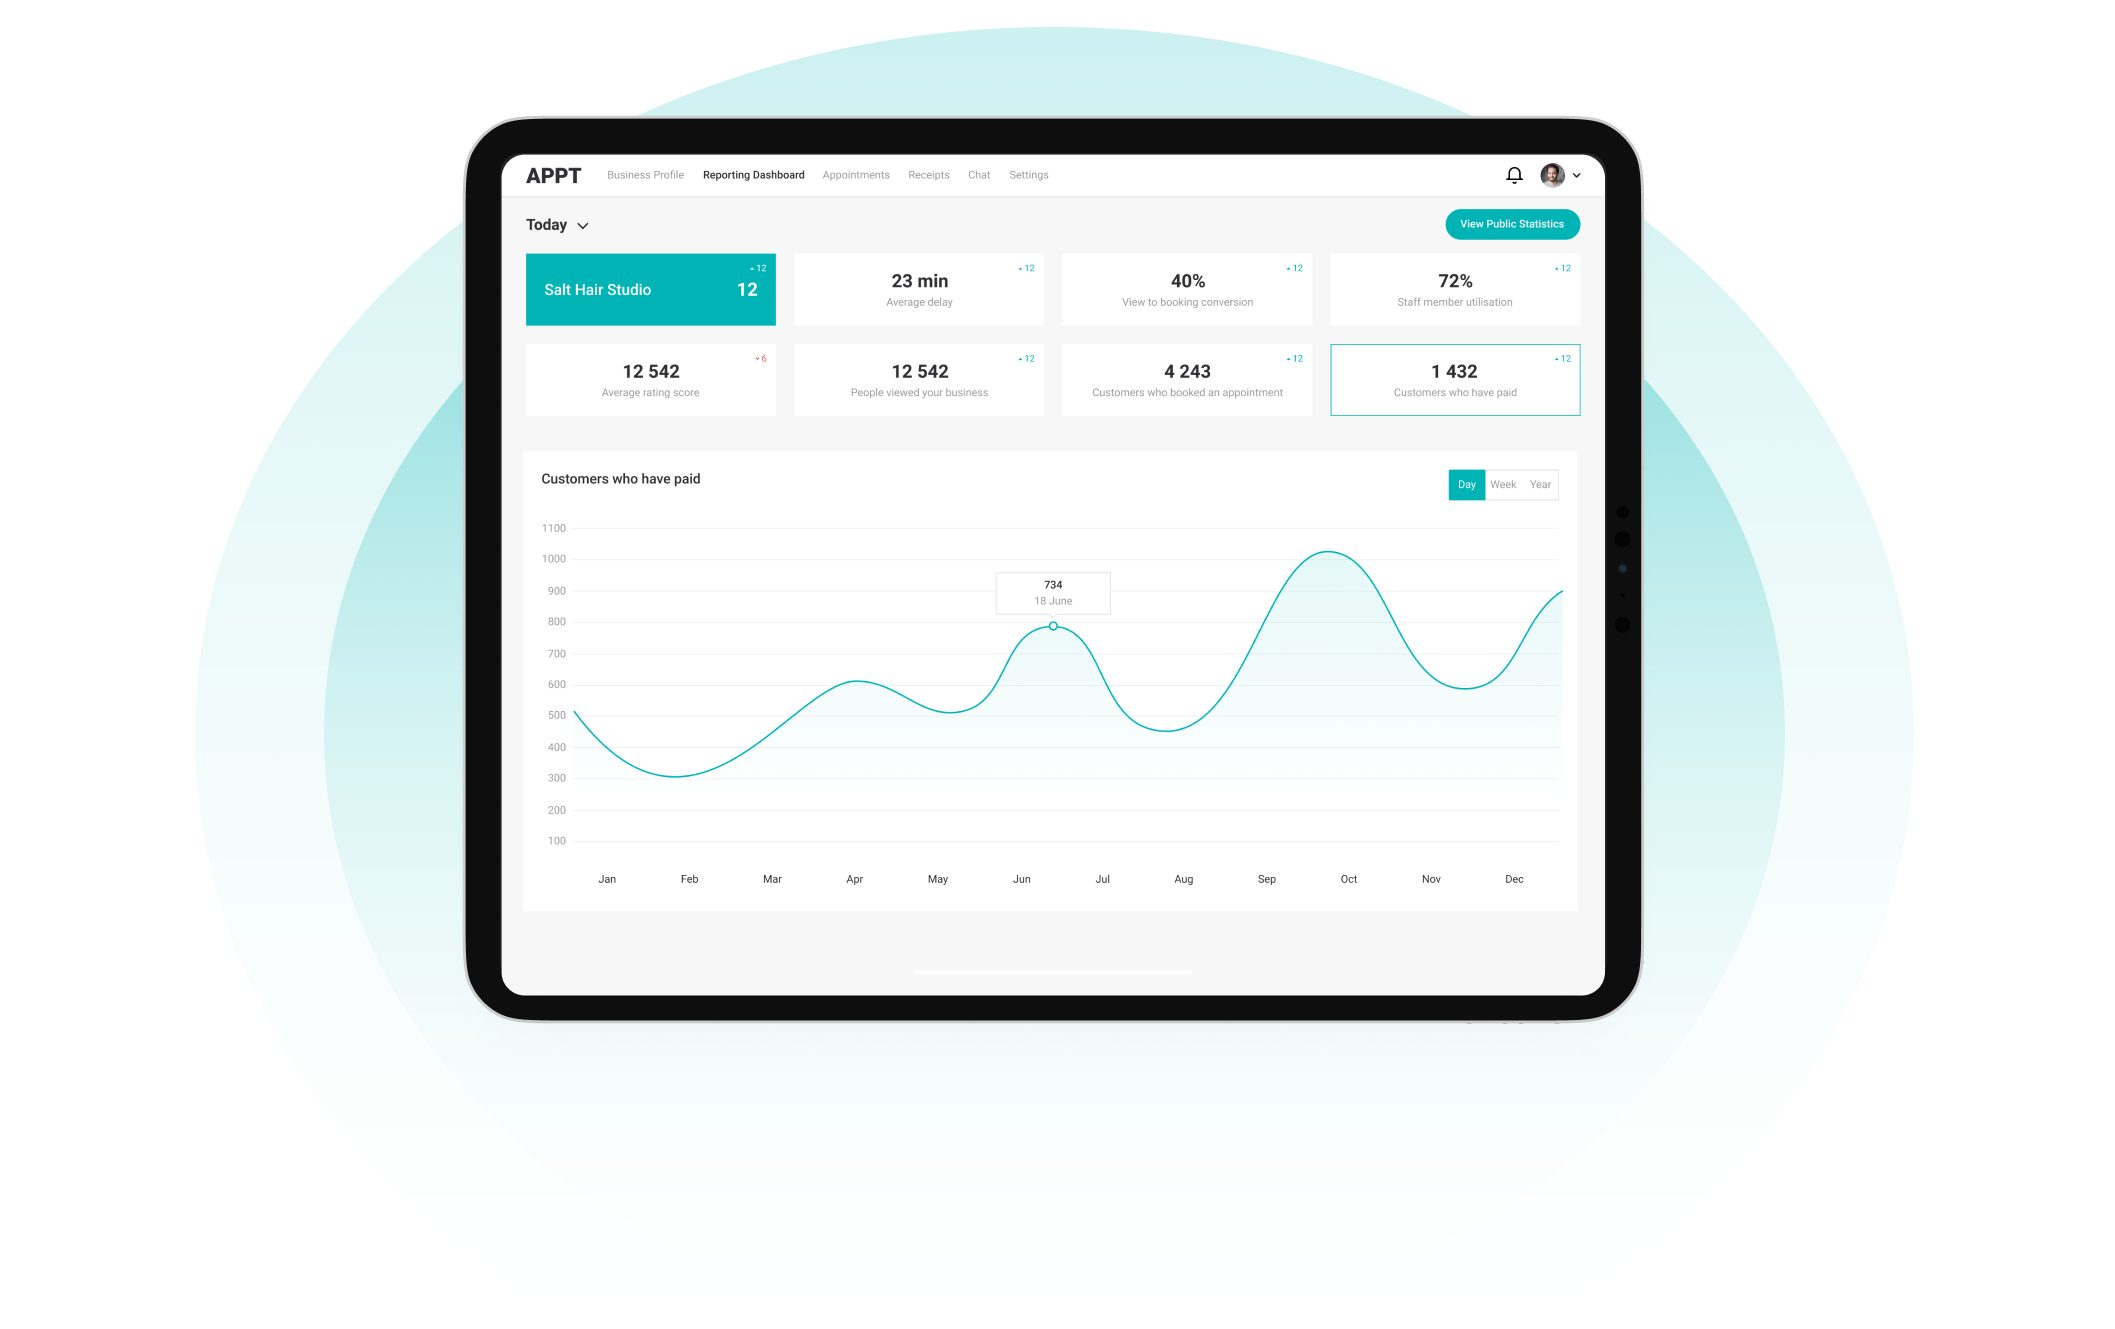 APPT Business Profile Reporting Dashboard Appointments Receipts Chat Settings
Today View Public Statistics
12
Salt Hair Studio 12
12
23 min
Average delay
12
40%
View to booking conversion
12
72%
Staff member utilisation
6
12 542
Average rating score
12
12 542
People viewed your business
12
4 243
Customers who booked an appointment
12
1 432
Customers who have paid
Customers who have paid
Day Week Year
1100
1000
900
800
700
600
500
400
300
200
100
734
18 June
Jan Feb Mar Apr May Jun Jul Aug Sep Oct Nov Dec